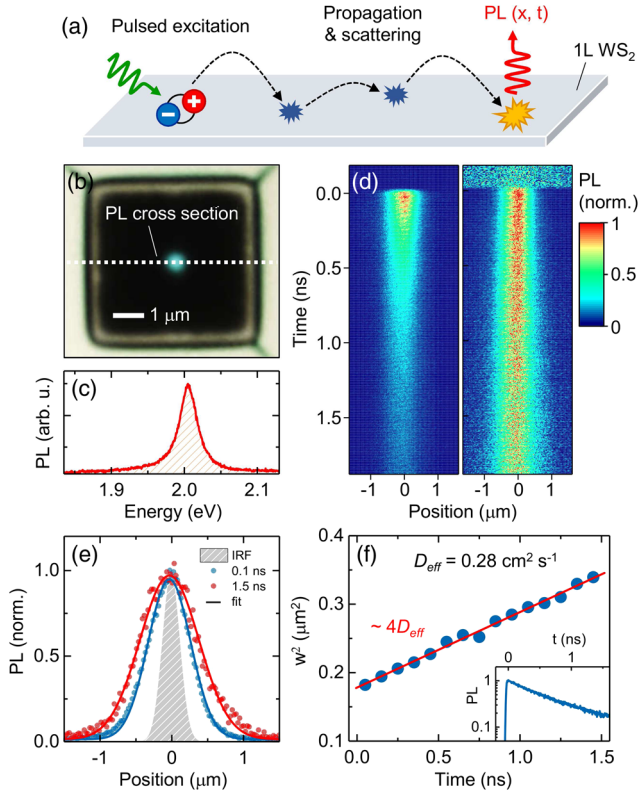 (a)
Pulsed excitation
Propagation
& scattering
PL (x, t)
1L WS₂
− +
(b)
PL cross section
1 μm
(c)
PL (arb. u.)
1.9 2.0 2.1
Energy (eV)
(d)
PL
(norm.)
1
0.5
0
Time (ns)
0.0
0.5
1.0
1.5
-1 0 1 -1 0 1
Position (μm)
(e)
IRF
0.1 ns
1.5 ns
fit
PL (norm.)
1.0
0.5
0.0
-1 0 1
Position (μm)
(f)
D_eff = 0.28 cm² s⁻¹
~ 4D_eff
w² (μm²)
0.4
0.3
0.2
0.1
0.0 0.5 1.0 1.5
Time (ns)
t (ns)
0 1
PL
1
0.1